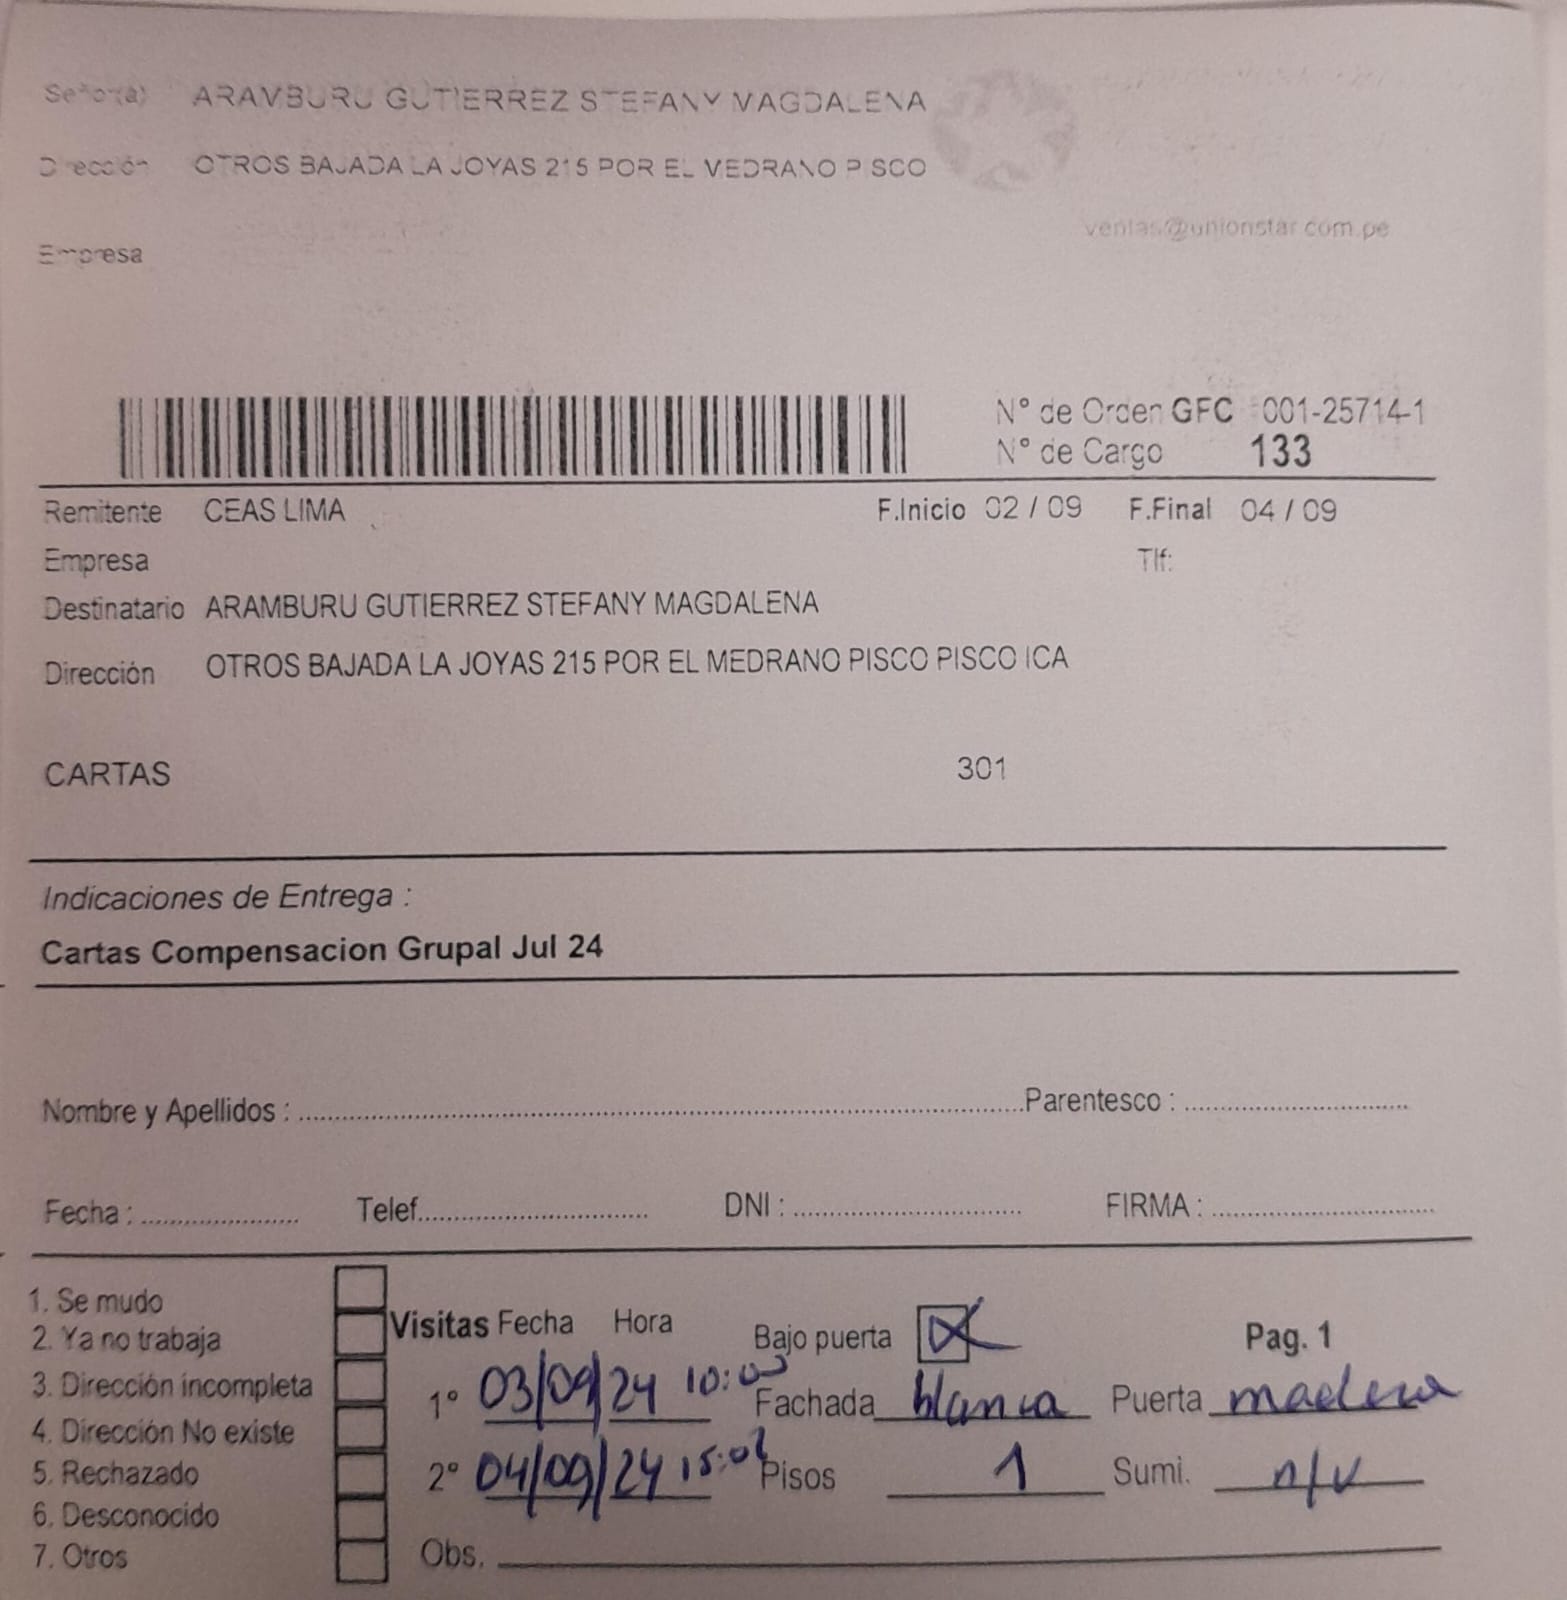 Señor(a) ARAMBURU GUTIERREZ STEFANY MAGDALENA
Dirección OTROS BAJADA LA JOYAS 215 POR EL MEDRANO PISCO
ventas@unionstar.com.pe
Empresa
N° de Orden GFC 001-25714-1
N° de Cargo 133
Remitente CEAS LIMA F.Inicio 02 / 09 F.Final 04 / 09
Empresa Tlf:
Destinatario ARAMBURU GUTIERREZ STEFANY MAGDALENA
Dirección OTROS BAJADA LA JOYAS 215 POR EL MEDRANO PISCO PISCO ICA
CARTAS 301
Indicaciones de Entrega :
Cartas Compensacion Grupal Jul 24
Nombre y Apellidos : Parentesco :
Fecha : Telef. DNI : FIRMA :
1. Se mudo
2. Ya no trabaja
3. Dirección incompleta
4. Dirección No existe
5. Rechazado
6. Desconocido
7. Otros
Visitas Fecha Hora Bajo puerta X Pag. 1
1° 03/09/24 10:00 Fachada blanca Puerta madera
2° 04/09/24 15:02 Pisos 1 Sumi. n/v
Obs.